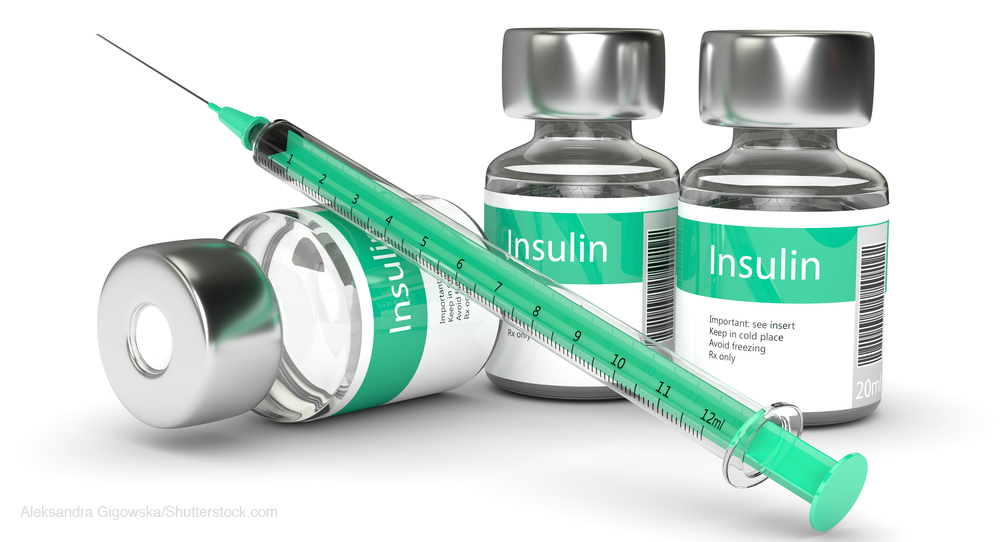 1
2
3
4
5
6
7
8
9
10
11
12ml
Insulin
Important
Keep in
Avoid
Rx on
Insulin
Rx only
Insulin
Important: see insert
Keep in cold place
Avoid freezing
Rx only
20ml
Aleksandra Gigowska/Shutterstock.com